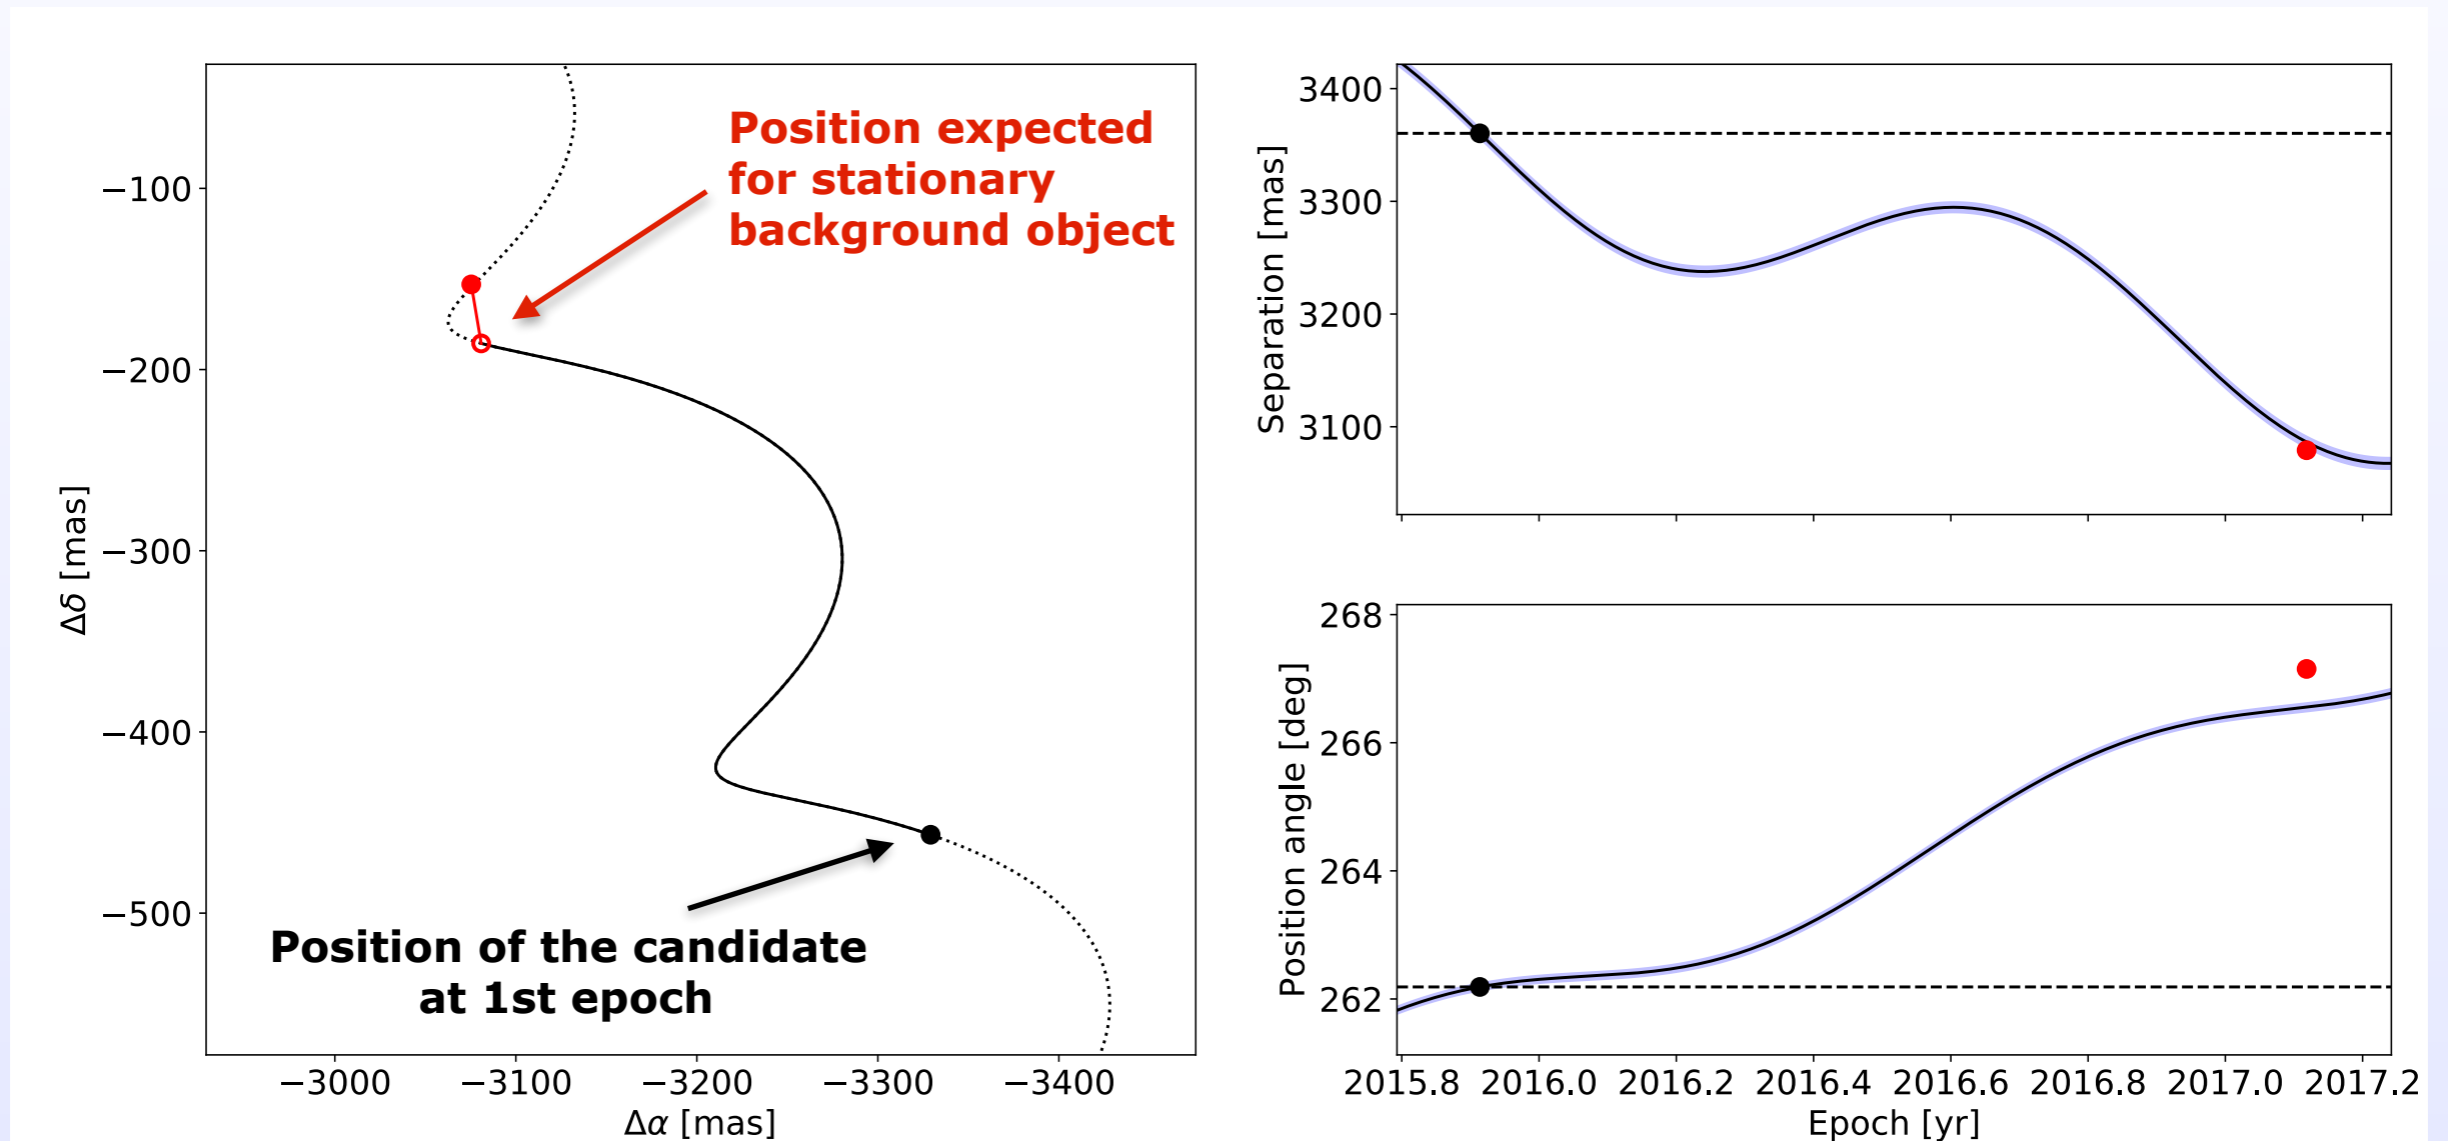 Position expected
for stationary
background object
−100
−200
−300
−400
−500
Δδ [mas]
Position of the candidate
at 1st epoch
−3000 −3100 −3200 −3300 −3400
Δα [mas]
3400
3300
3200
3100
Separation [mas]
268
266
264
262
Position angle [deg]
2015.8 2016.0 2016.2 2016.4 2016.6 2016.8 2017.0 2017.2
Epoch [yr]